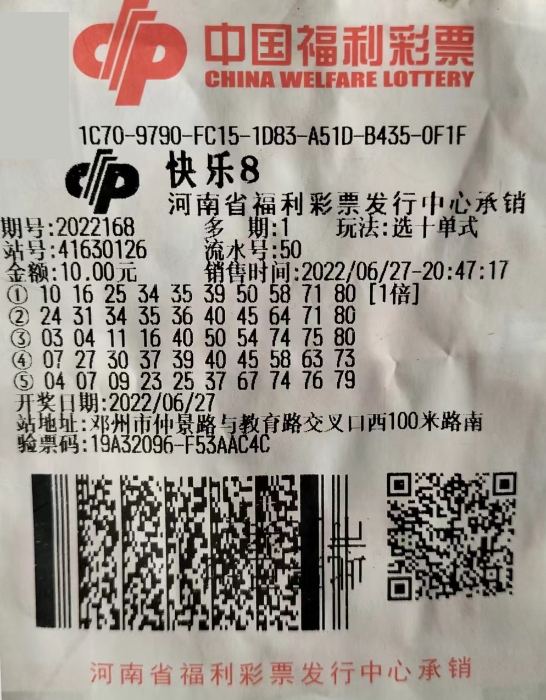 中国福利彩票
CHINA WELFARE LOTTERY
1C70-9790-FC15-1D83-A51D-B435-0F1F
快乐8
河南省福利彩票发行中心承销
期号:2022168 多 期:1 玩法:选十单式
站号:41630126 流水号:50
金额:10.00元 销售时间:2022/06/27-20:47:17
① 10 16 25 34 35 39 50 58 71 80 [1倍]
② 24 31 34 35 36 40 45 64 71 80
③ 03 04 11 16 40 50 54 74 75 80
④ 07 27 30 37 39 40 45 58 63 73
⑤ 04 07 09 23 25 37 67 74 76 79
开奖日期:2022/06/27
站地址:邓州市仲景路与教育路交叉口西100米路南
验票码:19A32096-F53AAC4C
河南省福利彩票发行中心承销